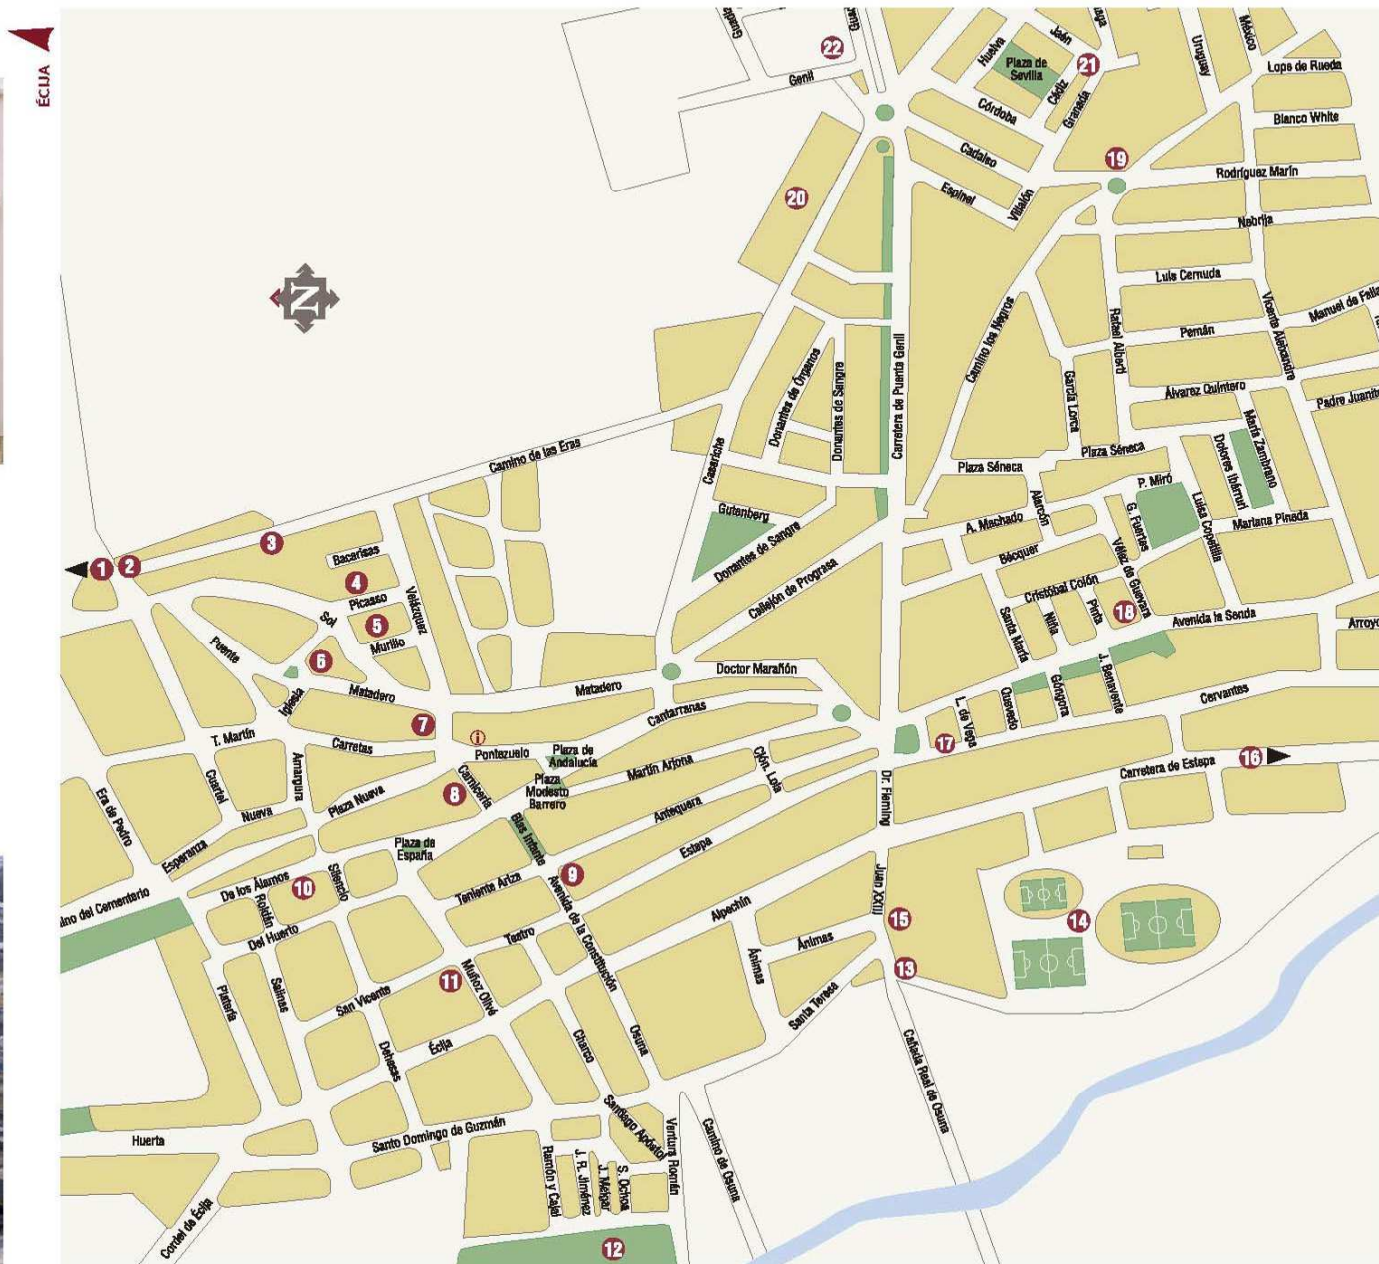 ÉCIJA
N
22
Genil
Huelva
Jaén
Plaza de
Sevilla
21
Cádiz
Granada
Córdoba
Uruguay
México
Lope de Rueda
Blanco White
Cadalso
19
Rodríguez Marín
Espinel
Villalón
20
Nebrija
Luis Cernuda
Manuel de Falla
Vicente Aleixandre
Rafael Alberti
Pemán
Camino los Negros
Carretera de Puente Genil
Donantes de Órganos
Donantes de Sangre
García Lorca
Álvarez Quintero
Padre Juanito
María Zambrano
Dolores Ibárruri
Camino de las Eras
Casariche
Plaza Séneca
Plaza Séneca
P. Miró
Luisa Copetilla
Mariana Pineda
Gutenberg
Donantes de Sangre
Callejón de Prograsa
A. Machado
Alarcón
G. Fuertes
Vélez de Guevara
Bécquer
Cristóbal Colón
Santa María
Niña
Pinta
18
Avenida la Senda
Arroyo
1
2
3
Bacarisas
4
Picasso
Velázquez
Sol
5
Murillo
6
Puente
Iglesia
Matadero
Matadero
Doctor Marañón
Cantarranas
7
T. Martín
Carretas
i
Pontezuelo
Plaza de
Andalucía
Plaza
Modesto
Barrero
Martín Arjona
Cjón. Lola
17
L. de Vega
Quevedo
Góngora
J. Benavente
Cervantes
16
Carretera de Estepa
Dr. Fleming
Cuartel
Amargura
Era de Pedro
Nueva
Plaza Nueva
8
Carnicería
Blas Infante
Antequera
Estepa
Esperanza
Plaza de
España
De los Álamos
10
Silencio
Roldán
Del Huerto
Teniente Ariza
9
Avenida de la Constitución
Juan XXIII
15
14
13
Alpechín
Ánimas
Ánimas
Santa Teresa
ino del Cementerio
Platería
Salinas
San Vicente
11
Teatro
Muñoz Olivé
Écija
Dehesas
Charco
Osuna
Cañada Real de Osuna
Huerta
Santo Domingo de Guzmán
Santiago Apóstol
Ventura Román
Camino de Osuna
Ramón y Cajal
J. R. Jiménez
J. Melgar
S. Ochoa
Cordel de Écija
12